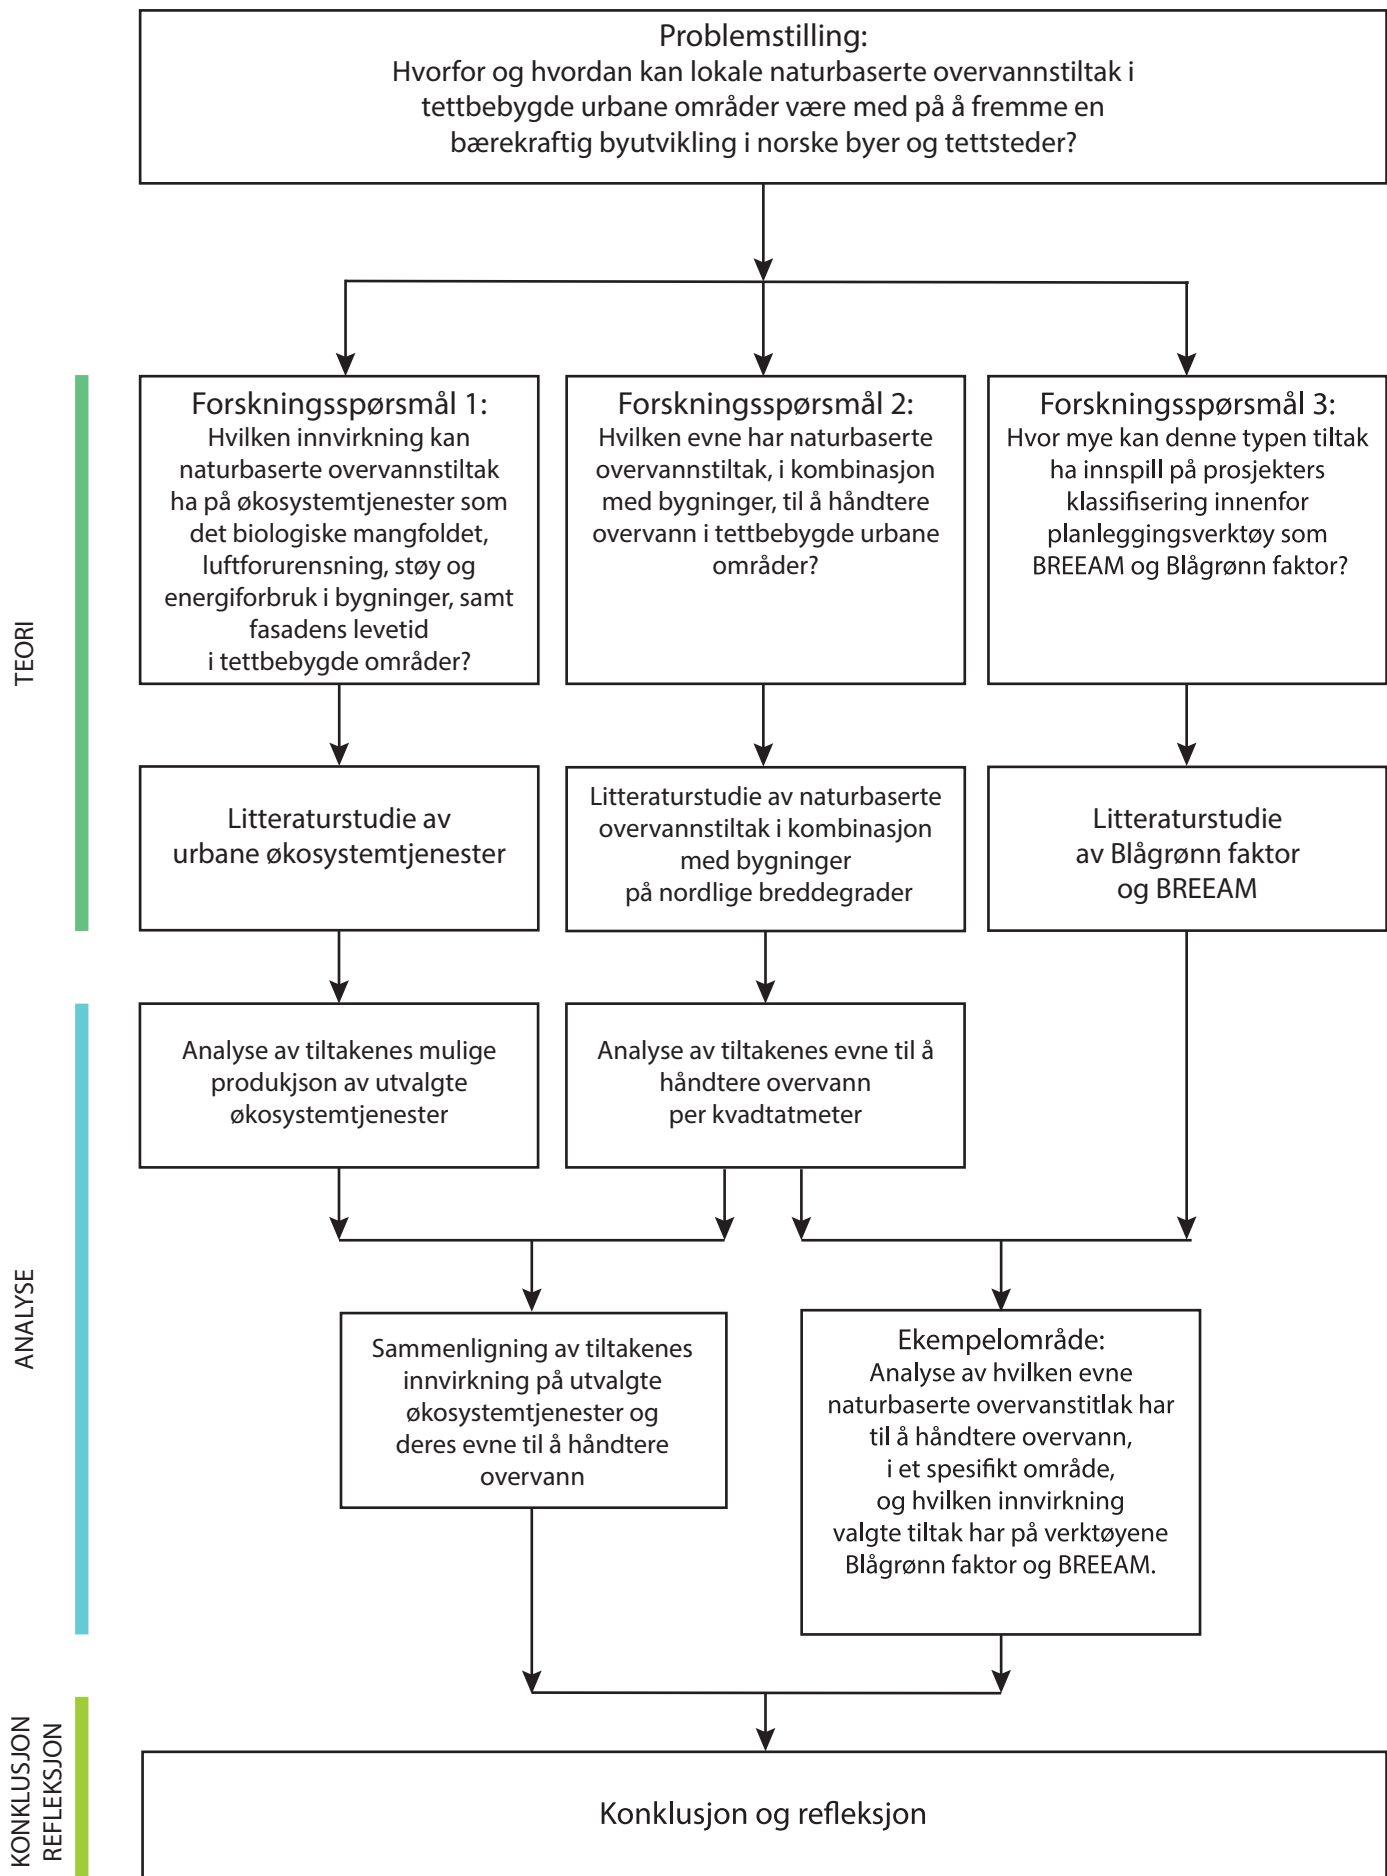 Problemstilling:
Hvorfor og hvordan kan lokale naturbaserte overvannstiltak i
tettbebygde urbane områder være med på å fremme en
bærekraftig byutvikling i norske byer og tettsteder?
TEORI
Forskningsspørsmål 1:
Hvilken innvirkning kan
naturbaserte overvannstiltak
ha på økosystemtjenester som
det biologiske mangfoldet,
luftforurensning, støy og
energiforbruk i bygninger, samt
fasadens levetid
i tettbebygde områder?
Forskningsspørsmål 2:
Hvilken evne har naturbaserte
overvannstiltak, i kombinasjon
med bygninger, til å håndtere
overvann i tettbebygde urbane
områder?
Forskningsspørsmål 3:
Hvor mye kan denne typen tiltak
ha innspill på prosjekters
klassifisering innenfor
planleggingsverktøy som
BREEAM og Blågrønn faktor?
Litteraturstudie av
urbane økosystemtjenester
Litteraturstudie av naturbaserte
overvannstiltak i kombinasjon
med bygninger
på nordlige breddegrader
Litteraturstudie
av Blågrønn faktor
og BREEAM
ANALYSE
Analyse av tiltakenes mulige
produkjson av utvalgte
økosystemtjenester
Analyse av tiltakenes evne til å
håndtere overvann
per kvadtatmeter
Sammenligning av tiltakenes
innvirkning på utvalgte
økosystemtjenester og
deres evne til å håndtere
overvann
Ekempelområde:
Analyse av hvilken evne
naturbaserte overvanstitlak har
til å håndtere overvann,
i et spesifikt område,
og hvilken innvirkning
valgte tiltak har på verktøyene
Blågrønn faktor og BREEAM.
KONKLUSJON
REFLEKSJON
Konklusjon og refleksjon